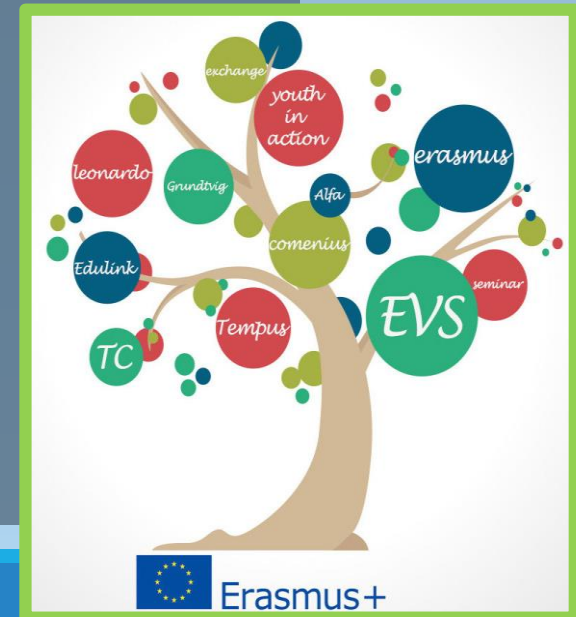 exchange
youth
in
action
leonardo
Grundtvig
Alfa
erasmus
comenius
Edulink
seminar
EVS
Tempus
TC
Erasmus+